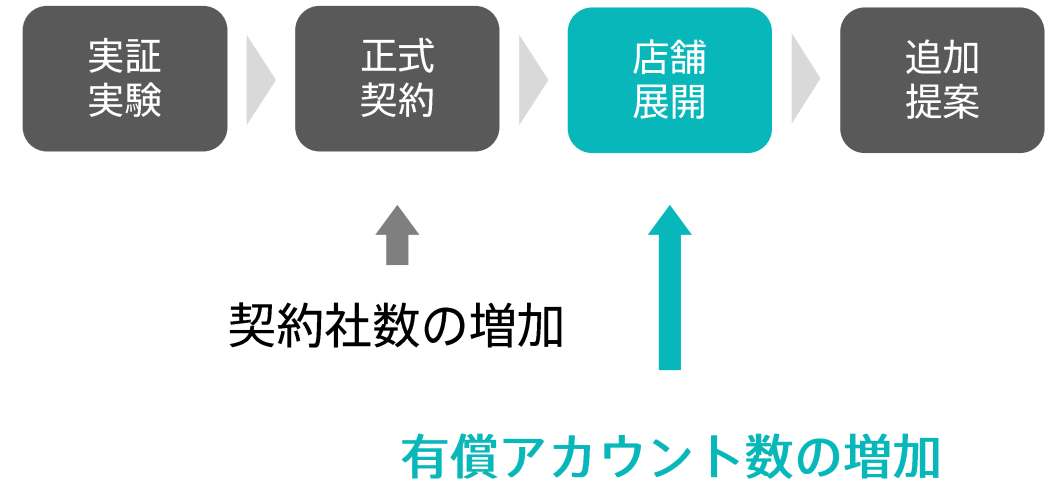 実証
実験
正式
契約
店舗
展開
追加
提案
契約社数の増加
有償アカウント数の増加